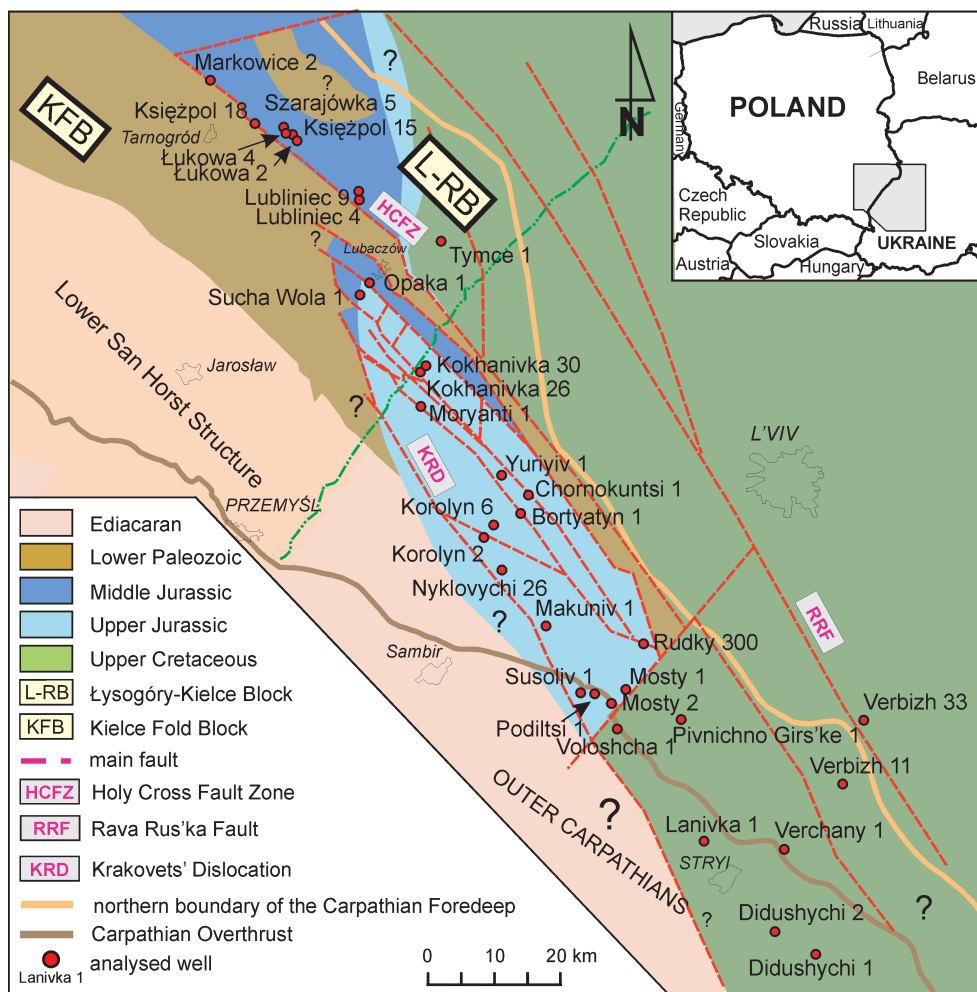 Russia
Lithuania
Belarus
POLAND
German
Czech
Republic
Slovakia
UKRAINE
Austria
Hungary
N
Markowice 2
?
?
Szarajówka 5
KFB
Księżpol 18
Księżpol 15
Tarnogród
Łukowa 4
Łukowa 2
L-RB
Lubliniec 9
HCFZ
Lubliniec 4
?
Lubaczów
Tymce 1
Opaka 1
Sucha Wola 1
Lower San Horst Structure
Jarosław
Kokhanivka 30
Kokhanivka 26
?
Moryanti 1
L'VIV
KRD
Yuriyiv 1
Chornokuntsi 1
PRZEMYŚL
Korolyn 6
Bortyatyn 1
Korolyn 2
Nyklovychi 26
Makuniv 1
?
RRF
Sambir
Rudky 300
Susoliv 1
Mosty 1
Mosty 2
Verbizh 33
Podiltsi 1
Pivnichno Girs'ke 1
Voloshcha 1
Verbizh 11
OUTER CARPATHIANS
?
Lanivka 1
Verchany 1
STRYI
?
Didushychi 2
?
Didushychi 1
Ediacaran
Lower Paleozoic
Middle Jurassic
Upper Jurassic
Upper Cretaceous
L-RB Łysogóry-Kielce Block
KFB Kielce Fold Block
main fault
HCFZ Holy Cross Fault Zone
RRF Rava Rus'ka Fault
KRD Krakovets' Dislocation
northern boundary of the Carpathian Foredeep
Carpathian Overthrust
analysed well
Lanivka 1
0 10 20 km